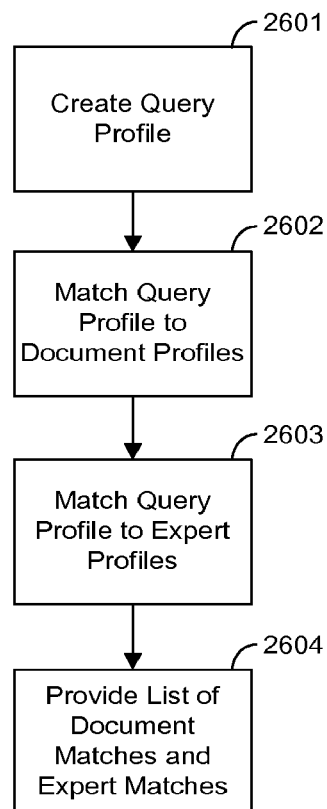 2601
Create Query
Profile
2602
Match Query
Profile to
Document Profiles
2603
Match Query
Profile to Expert
Profiles
2604
Provide List of
Document
Matches and
Expert Matches